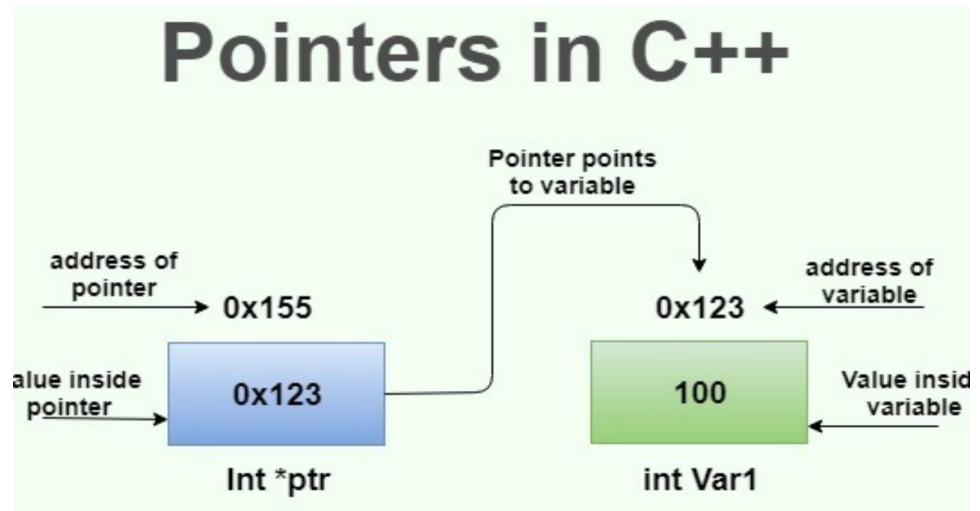 Pointers in C++
Pointer points
to variable
address of
pointer
0x155
0x123
address of
variable
alue inside
pointer
0x123
100
Value insid
variable
Int *ptr
int Var1